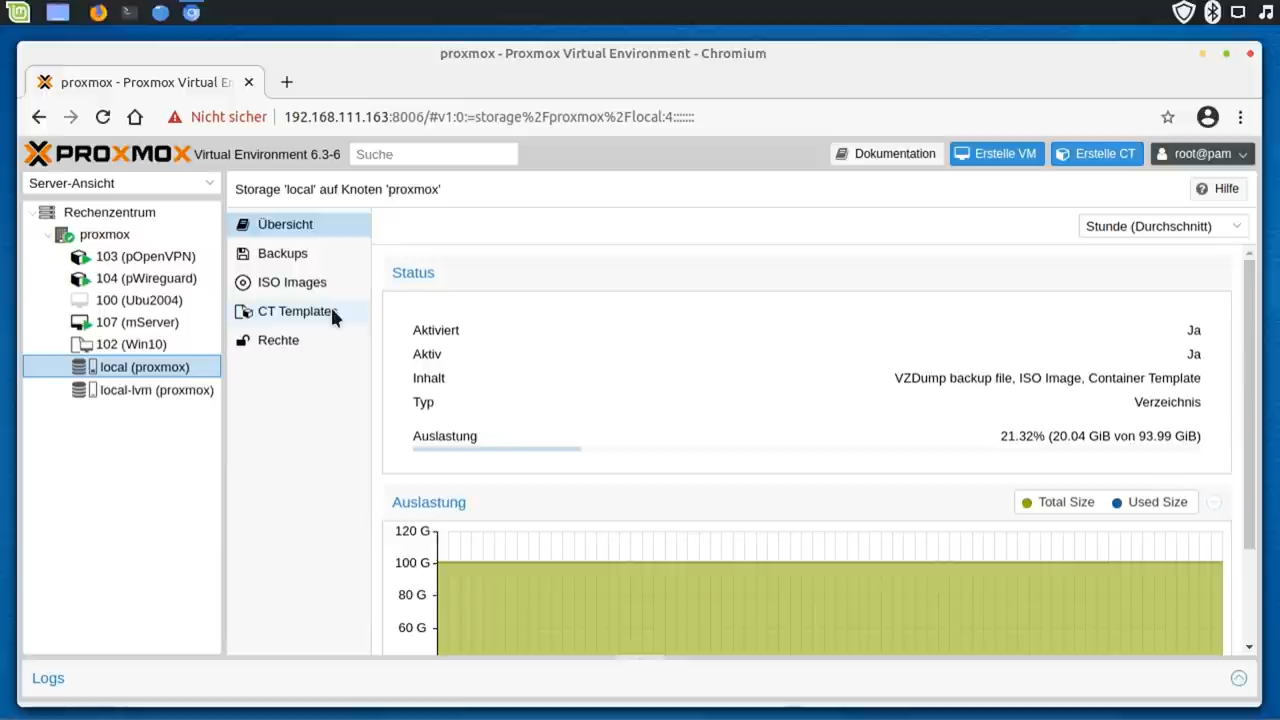 proxmox - Proxmox Virtual Environment - Chromium
proxmox - Proxmox Virtual En
Nicht sicher
192.168.111.163:8006/#v1:0:=storage%2Fproxmox%2Flocal:4:::::::
PROXMOX Virtual Environment 6.3-6
Suche
Dokumentation
Erstelle VM
Erstelle CT
root@pam
Server-Ansicht
Storage 'local' auf Knoten 'proxmox'
Hilfe
Rechenzentrum
proxmox
103 (pOpenVPN)
104 (pWireguard)
100 (Ubu2004)
107 (mServer)
102 (Win10)
local (proxmox)
local-lvm (proxmox)
Übersicht
Backups
ISO Images
CT Templates
Rechte
Stunde (Durchschnitt)
Status
Aktiviert Ja
Aktiv Ja
Inhalt VZDump backup file, ISO Image, Container Template
Typ Verzeichnis
Auslastung 21.32% (20.04 GiB von 93.99 GiB)
Auslastung
Total Size
Used Size
120 G
100 G
80 G
60 G
Logs